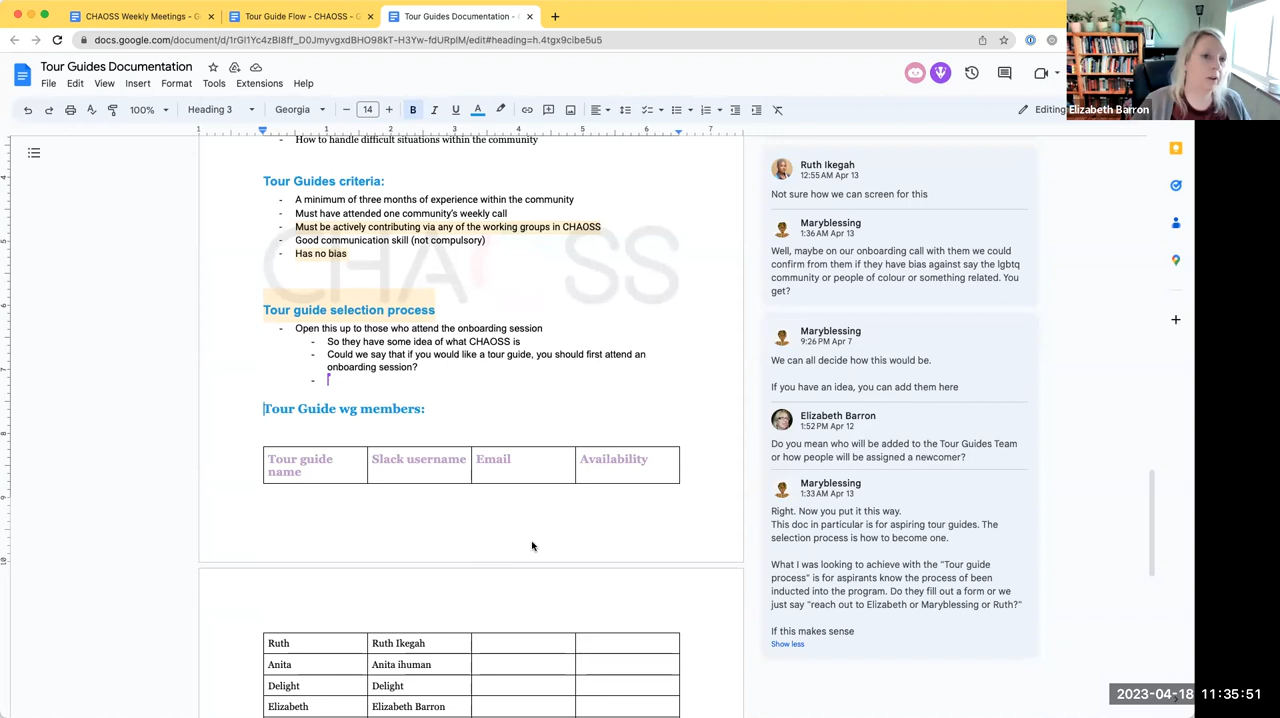 CHAOSS Weekly Meetings - G
Tour Guide Flow - CHAOSS - G
Tour Guides Documentation -
Tour Guides Documentation
File Edit View Insert Format Tools Extensions Help
Editing
Elizabeth Barron
100% Heading 3 Georgia 14
1 1 2 3 4 5 6 7
How to handle difficult situations within the community
Tour Guides criteria:
- A minimum of three months of experience within the community
- Must have attended one community's weekly call
- Must be actively contributing via any of the working groups in CHAOSS
- Good communication skill (not compulsory)
- Has no bias
CHAOSS
Tour guide selection process
- Open this up to those who attend the onboarding session
- So they have some idea of what CHAOSS is
- Could we say that if you would like a tour guide, you should first attend an
onboarding session?
-
Tour Guide wg members:
Tour guide name Slack username Email Availability
Ruth Ruth Ikegah
Anita Anita ihuman
Delight Delight
Elizabeth Elizabeth Barron
Ruth Ikegah
12:55 AM Apr 13
Not sure how we can screen for this
Maryblessing
1:36 AM Apr 13
Well, maybe on our onboarding call with them we could
confirm from them if they have bias against say the lgbtq
community or people of colour or something related. You
get?
Maryblessing
9:26 PM Apr 7
We can all decide how this would be.
If you have an idea, you can add them here
Elizabeth Barron
1:52 PM Apr 12
Do you mean who will be added to the Tour Guides Team
or how people will be assigned a newcomer?
Maryblessing
1:33 AM Apr 13
Right. Now you put it this way.
This doc in particular is for aspiring tour guides. The
selection process is how to become one.
What I was looking to achieve with the "Tour guide
process" is for aspirants know the process of been
inducted into the program. Do they fill out a form or we
just say "reach out to Elizabeth or Maryblessing or Ruth?"
If this makes sense
Show less
2023-04-18 11:35:51